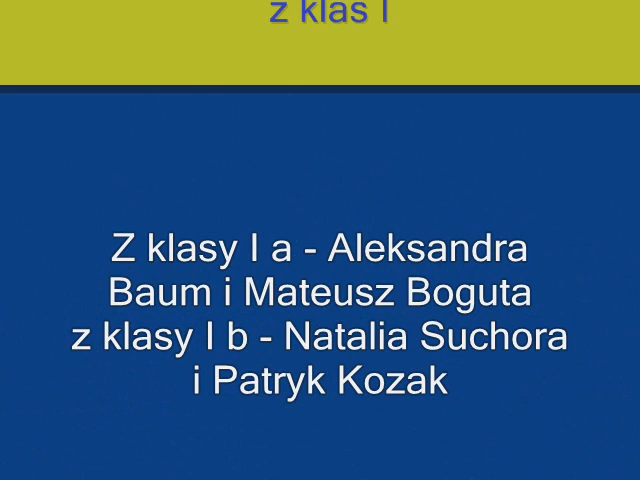 z klas I
Z klasy I a - Aleksandra
Baum i Mateusz Boguta
z klasy I b - Natalia Suchora
i Patryk Kozak